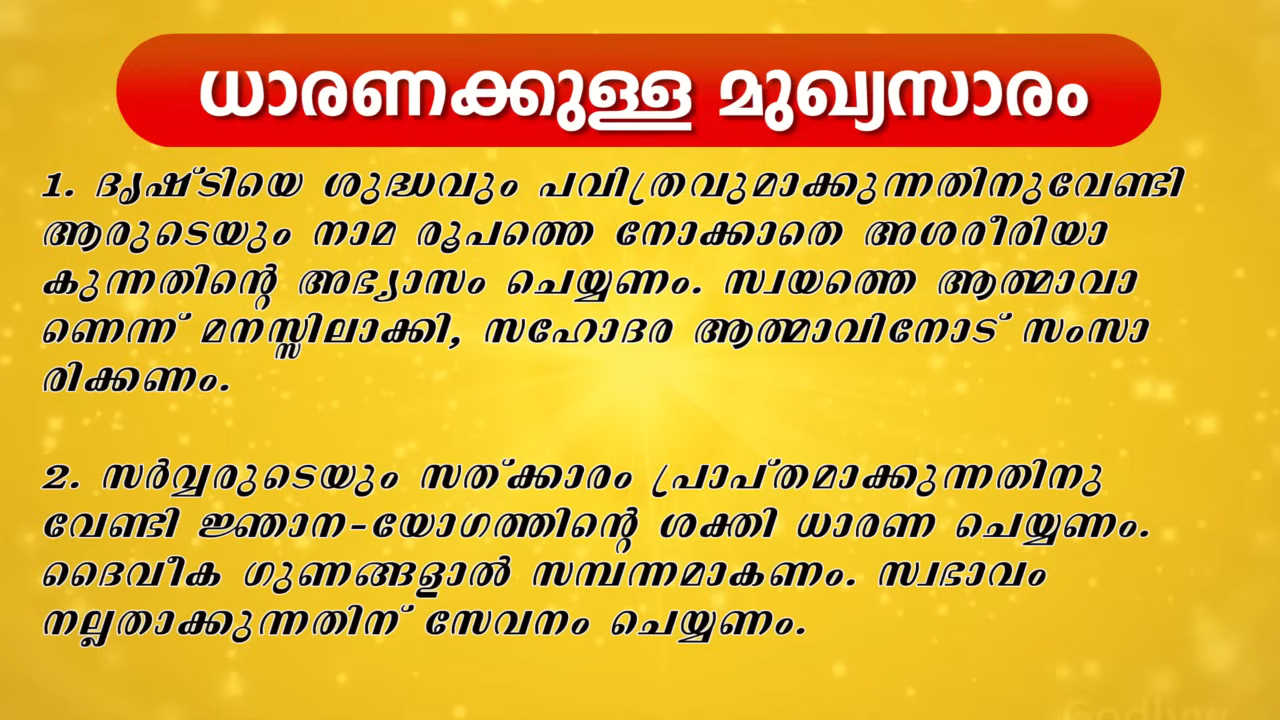 ധാരണക്കുള്ള മുഖ്യസാരം
1. ദൃഷ്ടിയെ ശുദ്ധവും പവിത്രവുമാക്കുന്നതിനുവേണ്ടി
ആരുടെയും നാമ രൂപത്തെ നോക്കാതെ അശരീരിയാ
കുന്നതിന്റെ അഭ്യാസം ചെയ്യണം. സ്വയത്തെ ആത്മാവാ
ണെന്ന് മനസ്സിലാക്കി, സഹോദര ആത്മാവിനോട് സംസാ
രിക്കണം.
2. സർവ്വരുടെയും സത്ക്കാരം പ്രാപ്തമാക്കുന്നതിനു
വേണ്ടി ജ്ഞാന-യോഗത്തിന്റെ ശക്തി ധാരണ ചെയ്യണം.
ദൈവീക ഗുണങ്ങളാൽ സമ്പന്നമാകണം. സ്വഭാവം
നല്ലതാക്കുന്നതിന് സേവനം ചെയ്യണം.